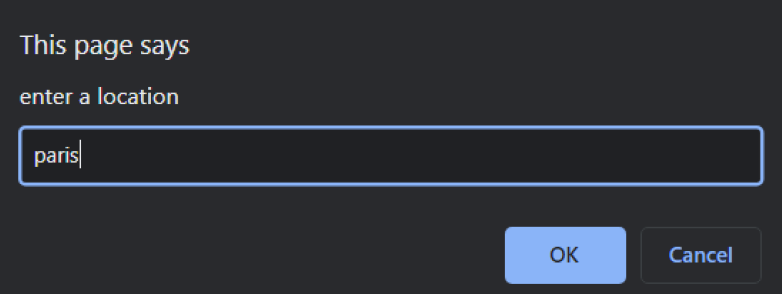 This page says
enter a location
paris
OK
Cancel